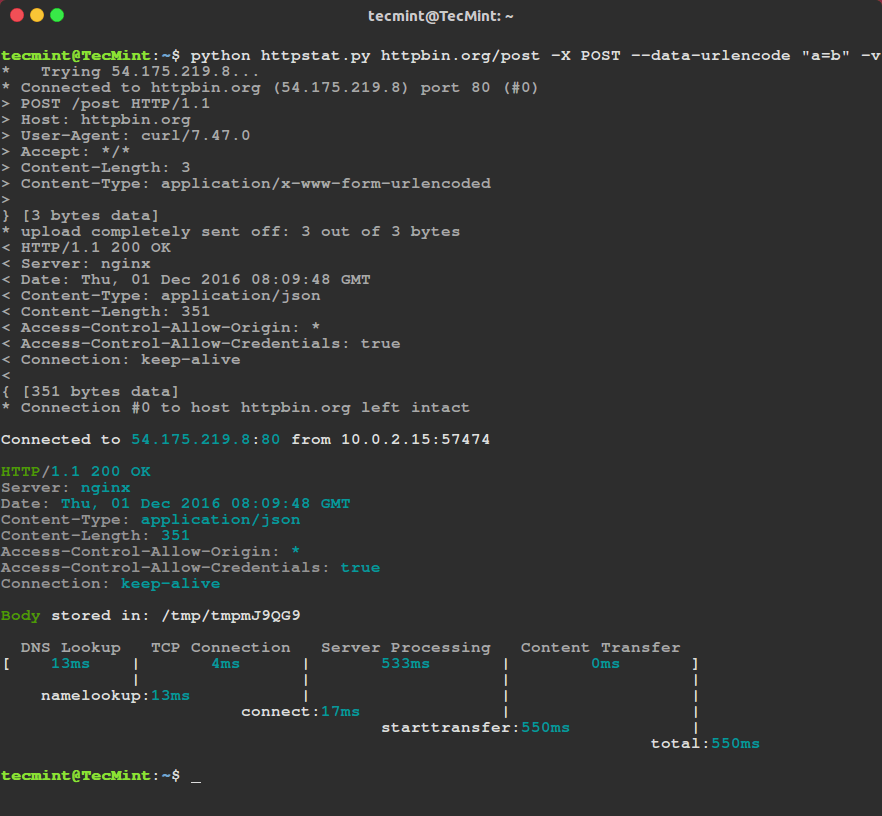 tecmint@TecMint: ~
tecmint@TecMint:~$ python httpstat.py httpbin.org/post -X POST --data-urlencode "a=b" -v
*   Trying 54.175.219.8...
* Connected to httpbin.org (54.175.219.8) port 80 (#0)
> POST /post HTTP/1.1
> Host: httpbin.org
> User-Agent: curl/7.47.0
> Accept: */*
> Content-Length: 3
> Content-Type: application/x-www-form-urlencoded
>
} [3 bytes data]
* upload completely sent off: 3 out of 3 bytes
< HTTP/1.1 200 OK
< Server: nginx
< Date: Thu, 01 Dec 2016 08:09:48 GMT
< Content-Type: application/json
< Content-Length: 351
< Access-Control-Allow-Origin: *
< Access-Control-Allow-Credentials: true
< Connection: keep-alive
<
{ [351 bytes data]
* Connection #0 to host httpbin.org left intact

Connected to 54.175.219.8:80 from 10.0.2.15:57474

HTTP/1.1 200 OK
Server: nginx
Date: Thu, 01 Dec 2016 08:09:48 GMT
Content-Type: application/json
Content-Length: 351
Access-Control-Allow-Origin: *
Access-Control-Allow-Credentials: true
Connection: keep-alive

Body stored in: /tmp/tmpmJ9QG9

  DNS Lookup   TCP Connection   Server Processing   Content Transfer
[    13ms    |       4ms      |       533ms       |        0ms       ]
             |                |                   |                  |
    namelookup:13ms           |                   |                  |
                        connect:17ms              |                  |
                                      starttransfer:550ms            |
                                                                 total:550ms

tecmint@TecMint:~$ _